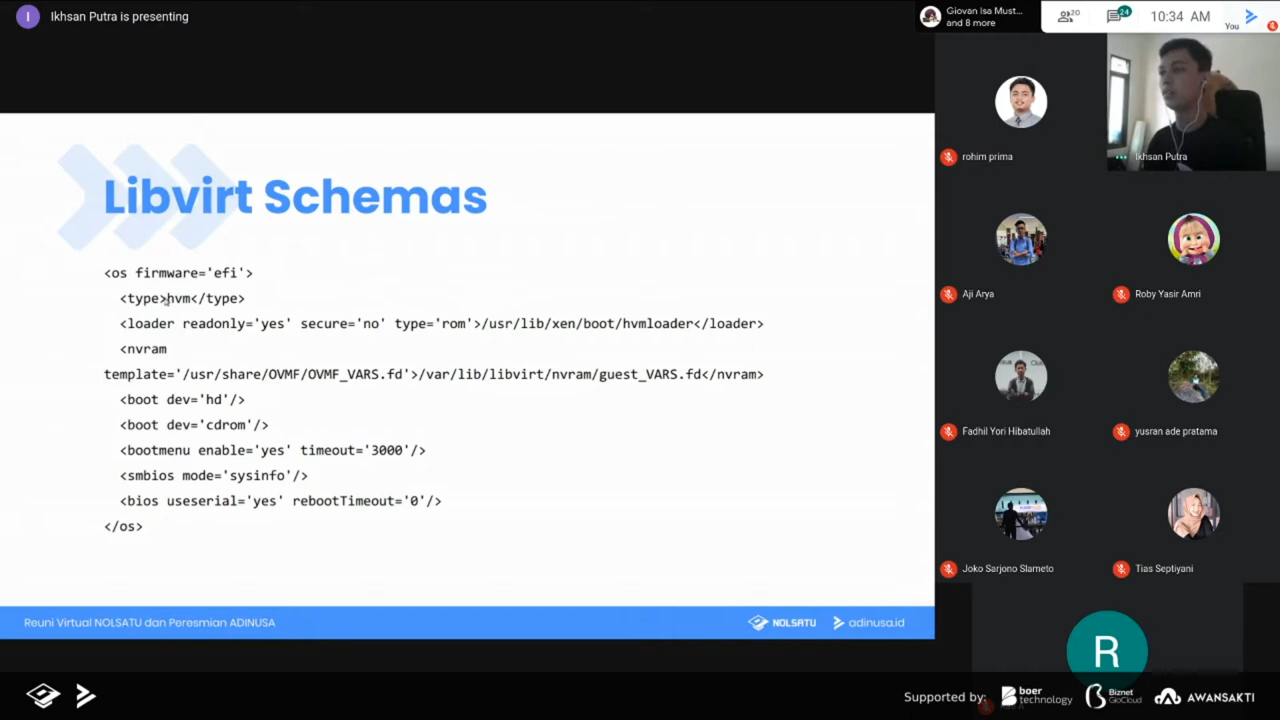 I
Ikhsan Putra is presenting
Giovan Isa Must...
and 8 more
20
24
10:34 AM
You
rohim prima
Ikhsan Putra
Libvirt Schemas
Aji Arya
Roby Yasir Amri
<os firmware='efi'>
<type>hvm</type>
<loader readonly='yes' secure='no' type='rom'>/usr/lib/xen/boot/hvmloader</loader>
<nvram
template='/usr/share/OVMF/OVMF_VARS.fd'>/var/lib/libvirt/nvram/guest_VARS.fd</nvram>
<boot dev='hd'/>
<boot dev='cdrom'/>
<bootmenu enable='yes' timeout='3000'/>
<smbios mode='sysinfo'/>
<bios useserial='yes' rebootTimeout='0'/>
</os>
Fadhil Yori Hibatullah
yusran ade pratama
Joko Sarjono Slameto
Tias Septiyani
Reuni Virtual NOLSATU dan Peresmian ADINUSA
NOLSATU
adinusa.id
R
Supported by:
boer
technology
Biznet
GioCloud
AWANSAKTI